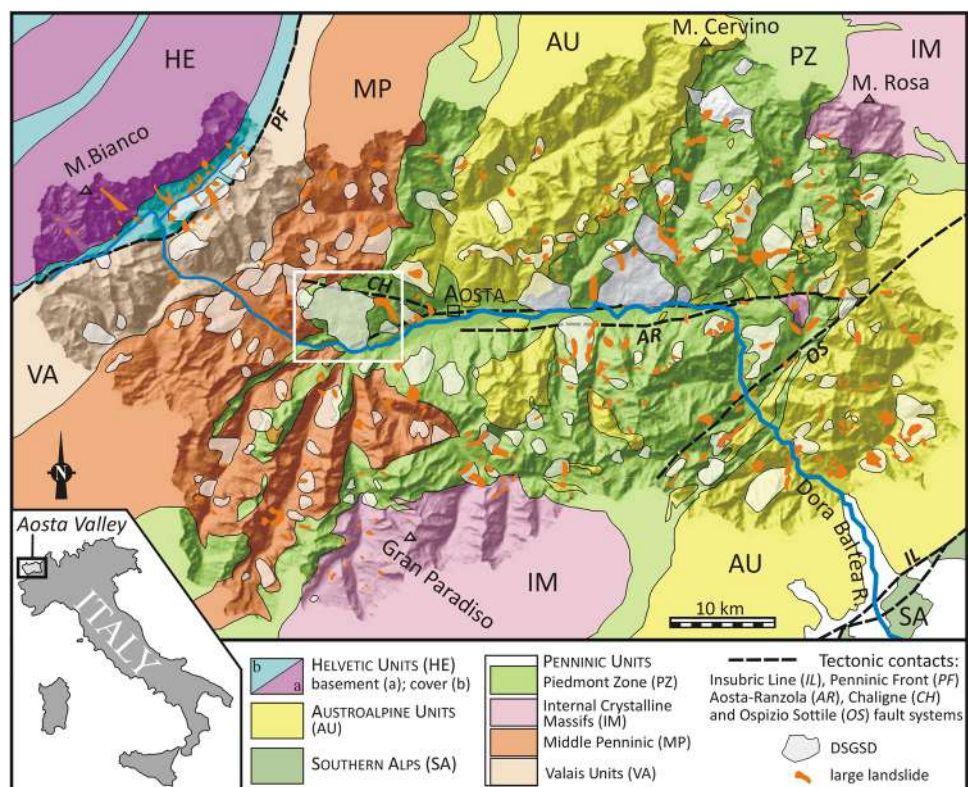 M. Cervino
HE
AU
PZ
IM
MP
M. Rosa
PF
M.Bianco
CH
AOSTA
AR
OS
VA
N
Dora Baltea R.
Gran Paradiso
IM
AU
IL
SA
10 km
Aosta Valley
ITALY
b
a
HELVETIC UNITS (HE)
basement (a); cover (b)
AUSTROALPINE UNITS
(AU)
SOUTHERN ALPS (SA)
PENNINIC UNITS
Piedmont Zone (PZ)
Internal Crystalline
Massifs (IM)
Middle Penninic (MP)
Valais Units (VA)
Tectonic contacts:
Insubric Line (IL), Penninic Front (PF)
Aosta-Ranzola (AR), Chaligne (CH)
and Ospizio Sottile (OS) fault systems
DSGSD
large landslide